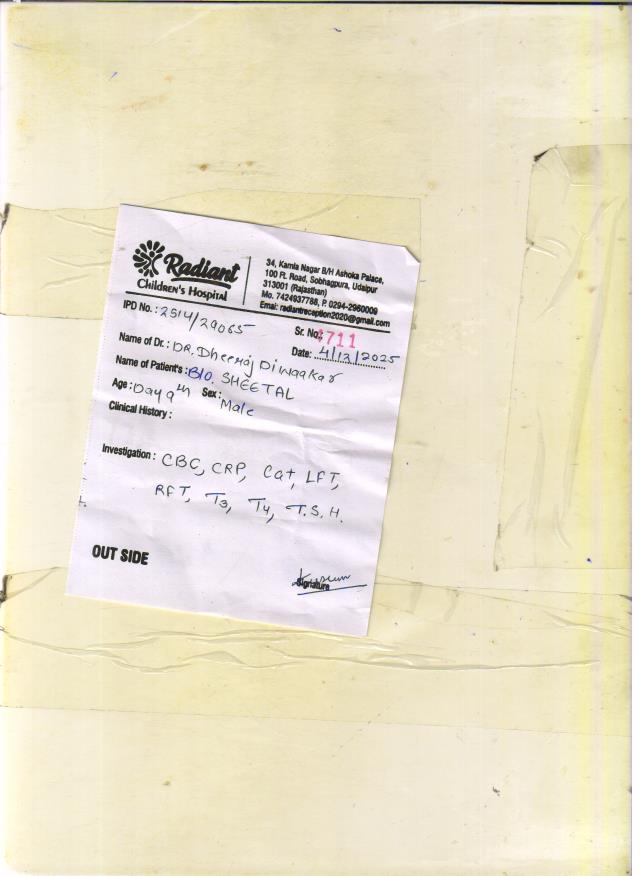 Radiant
Children's Hospital
34, Kamla Nagar B/H Ashoka Palace,
100 Ft. Road, Sobhagpura, Udaipur
313001 (Rajasthan)
Mo. 7424937788, P. 0294-2960009
Email: radiantreception2020@gmail.com
IPD No. : 2514/29065
Sr. No. 4711
Name of Dr. : DR. Dheeraj Diwaakar
Date: 4/12/2025
Name of Patient's : B/O. SHEETAL
Age : Day 9th Sex : Male
Clinical History :
Investigation : CBC, CRP, Ca+, LFT,
RFT, T3, T4, T.S.H.
OUT SIDE
Signature